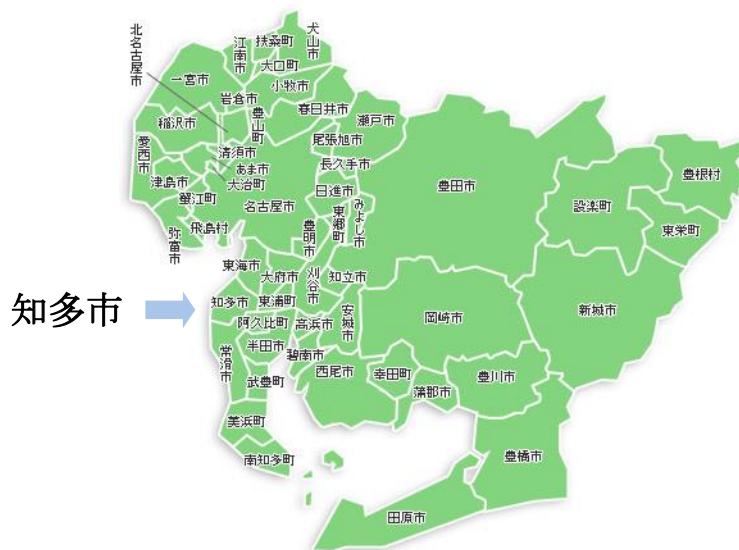 北名古屋市
江南市
扶桑町
犬山市
大口町
一宮市
小牧市
岩倉市
豊山町
春日井市
稲沢市
瀬戸市
尾張旭市
愛西市
清須市
長久手市
あま市
津島市
大治町
日進市
豊田市
豊根村
蟹江町
名古屋市
みよし市
設楽町
東郷町
飛島村
豊明市
東栄町
弥富市
東海市
大府市
刈谷市
知立市
知多市
知多市
東浦町
安城市
岡崎市
新城市
阿久比町
高浜市
常滑市
半田市
碧南市
西尾市
幸田町
豊川市
武豊町
蒲郡市
美浜町
豊橋市
南知多町
田原市